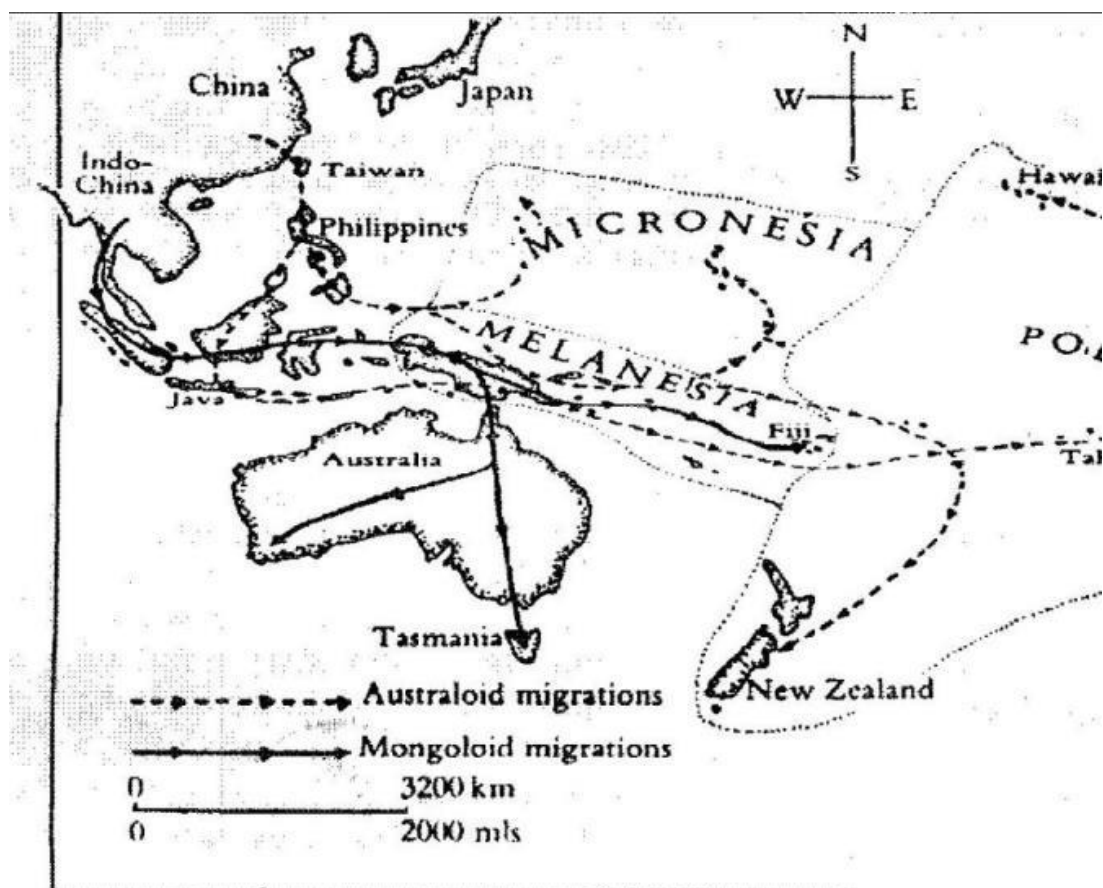 China
Japan
N
W E
S
Indo-
China
Taiwan
Hawai
Philippines
MICRONESIA
MELANESIA
Java
Fiji
Australia
Tasmania
New Zealand
Australoid migrations
Mongoloid migrations
0 3200 km
0 2000 mls